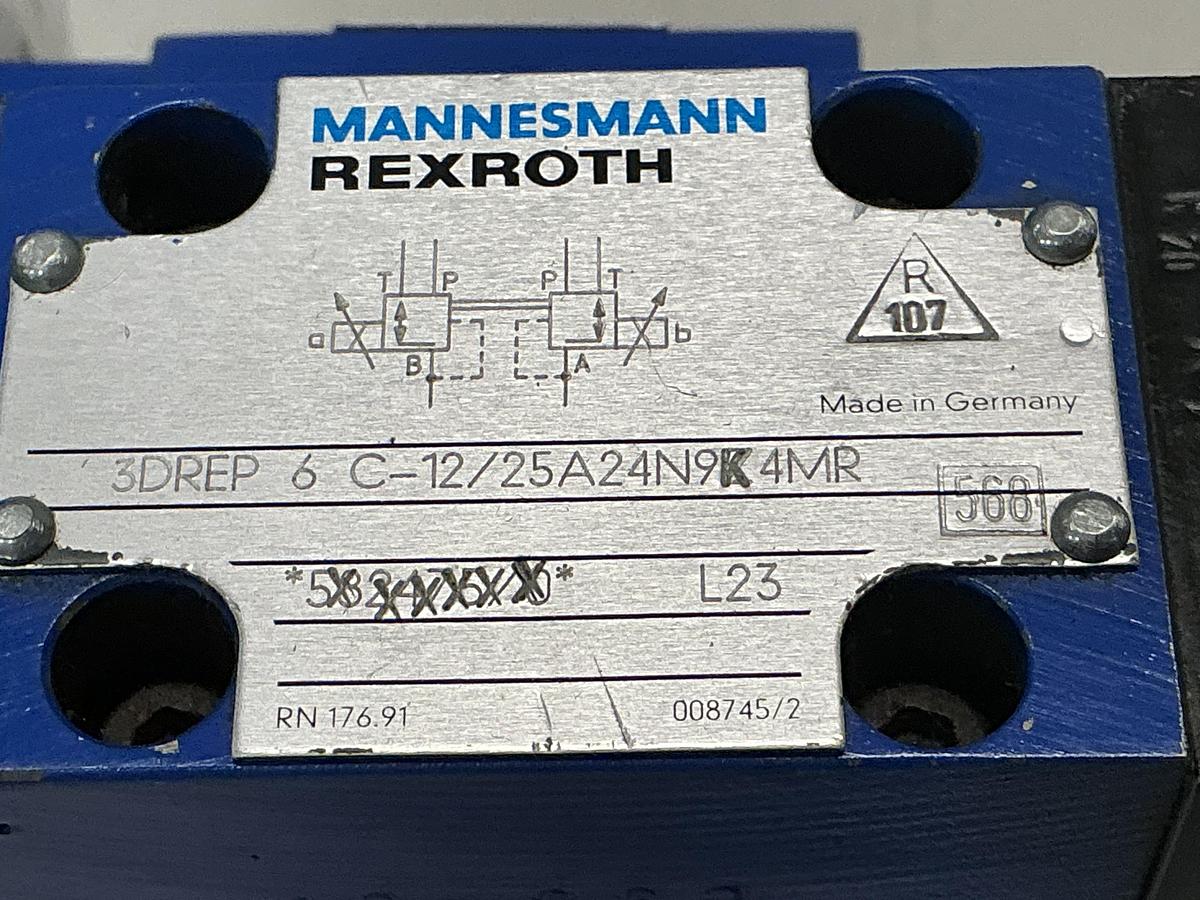 MANNESMANN
REXROTH
T P P T
a b
B A
R
107
Made in Germany
3DREP 6 C-12/25A24N9K4MR
568
L23
RN 176.91 008745/2